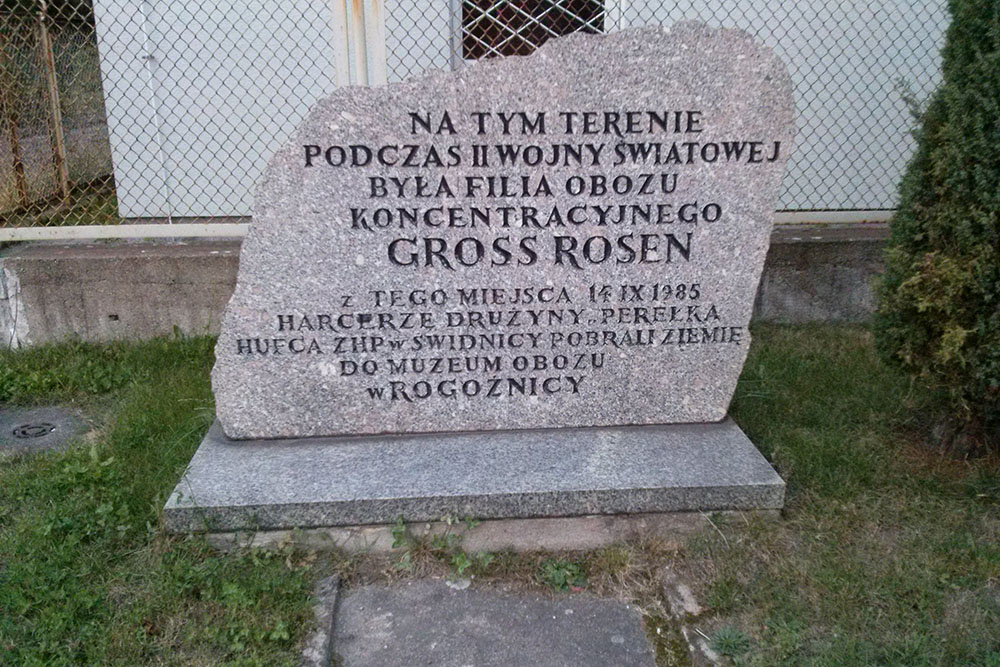 NA TYM TERENIE
PODCZAS II WOJNY ŚWIATOWEJ
BYŁA FILIA OBOZU
KONCENTRACYJNEGO
GROSS ROSEN
Z TEGO MIEJSCA 14 IX 1985
HARCERZE DRUŻYNY "PEREŁKA
HUFCA ZHP w ŚWIDNICY POBRALI ZIEMIĘ
DO MUZEUM OBOZU
w ROGOŹNICY